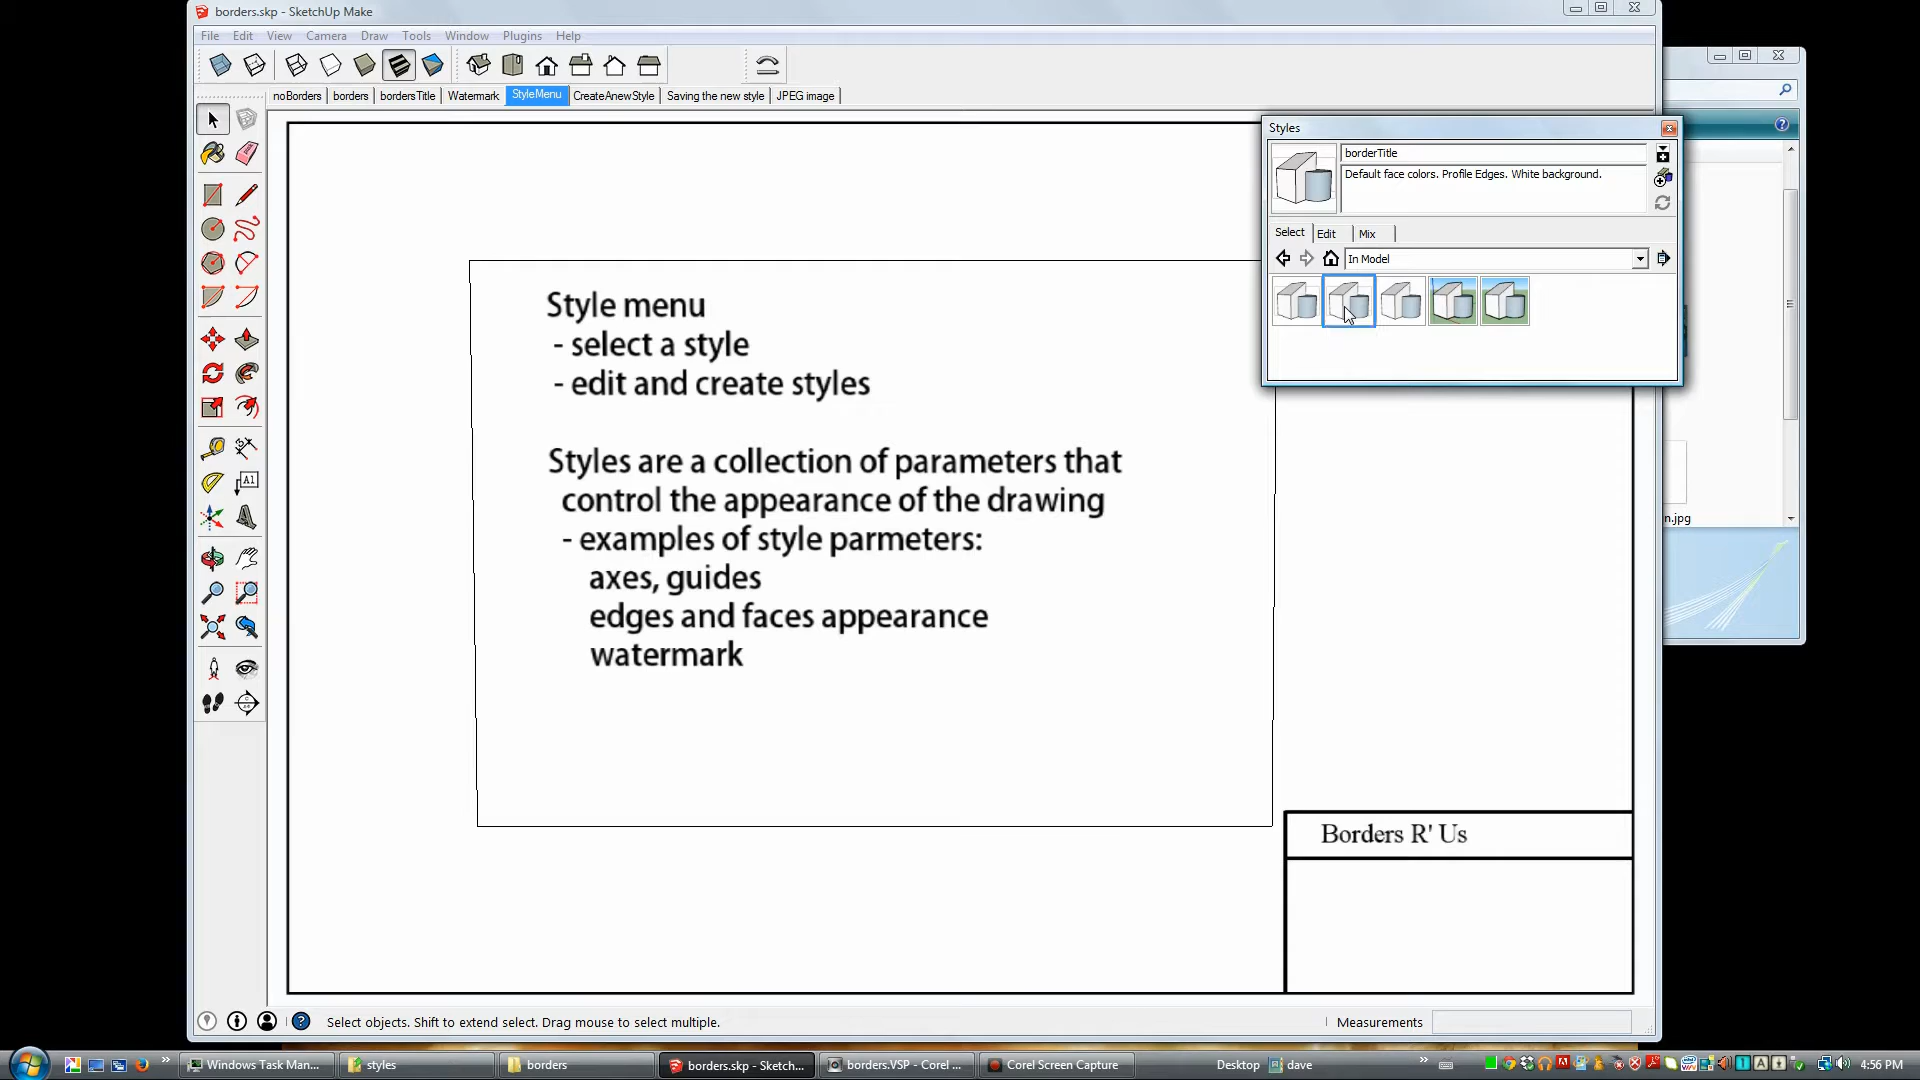 borders.skp - SketchUp Make
File Edit View Camera Draw Tools Window Plugins Help
noBorders borders bordersTitle Watermark StyleMenu CreateAnewStyle Saving the new style JPEG image
Styles
borderTitle
Default face colors. Profile Edges. White background.
Select Edit Mix
In Model
Style menu
- select a style
- edit and create styles
Styles are a collection of parameters that
control the appearance of the drawing
- examples of style parmeters:
axes, guides
edges and faces appearance
watermark
n.jpg
Borders R' Us
Select objects. Shift to extend select. Drag mouse to select multiple.
Measurements
Windows Task Man...
styles
borders
borders.skp - Sketch...
borders.VSP - Corel ...
Corel Screen Capture
Desktop
dave
4:56 PM